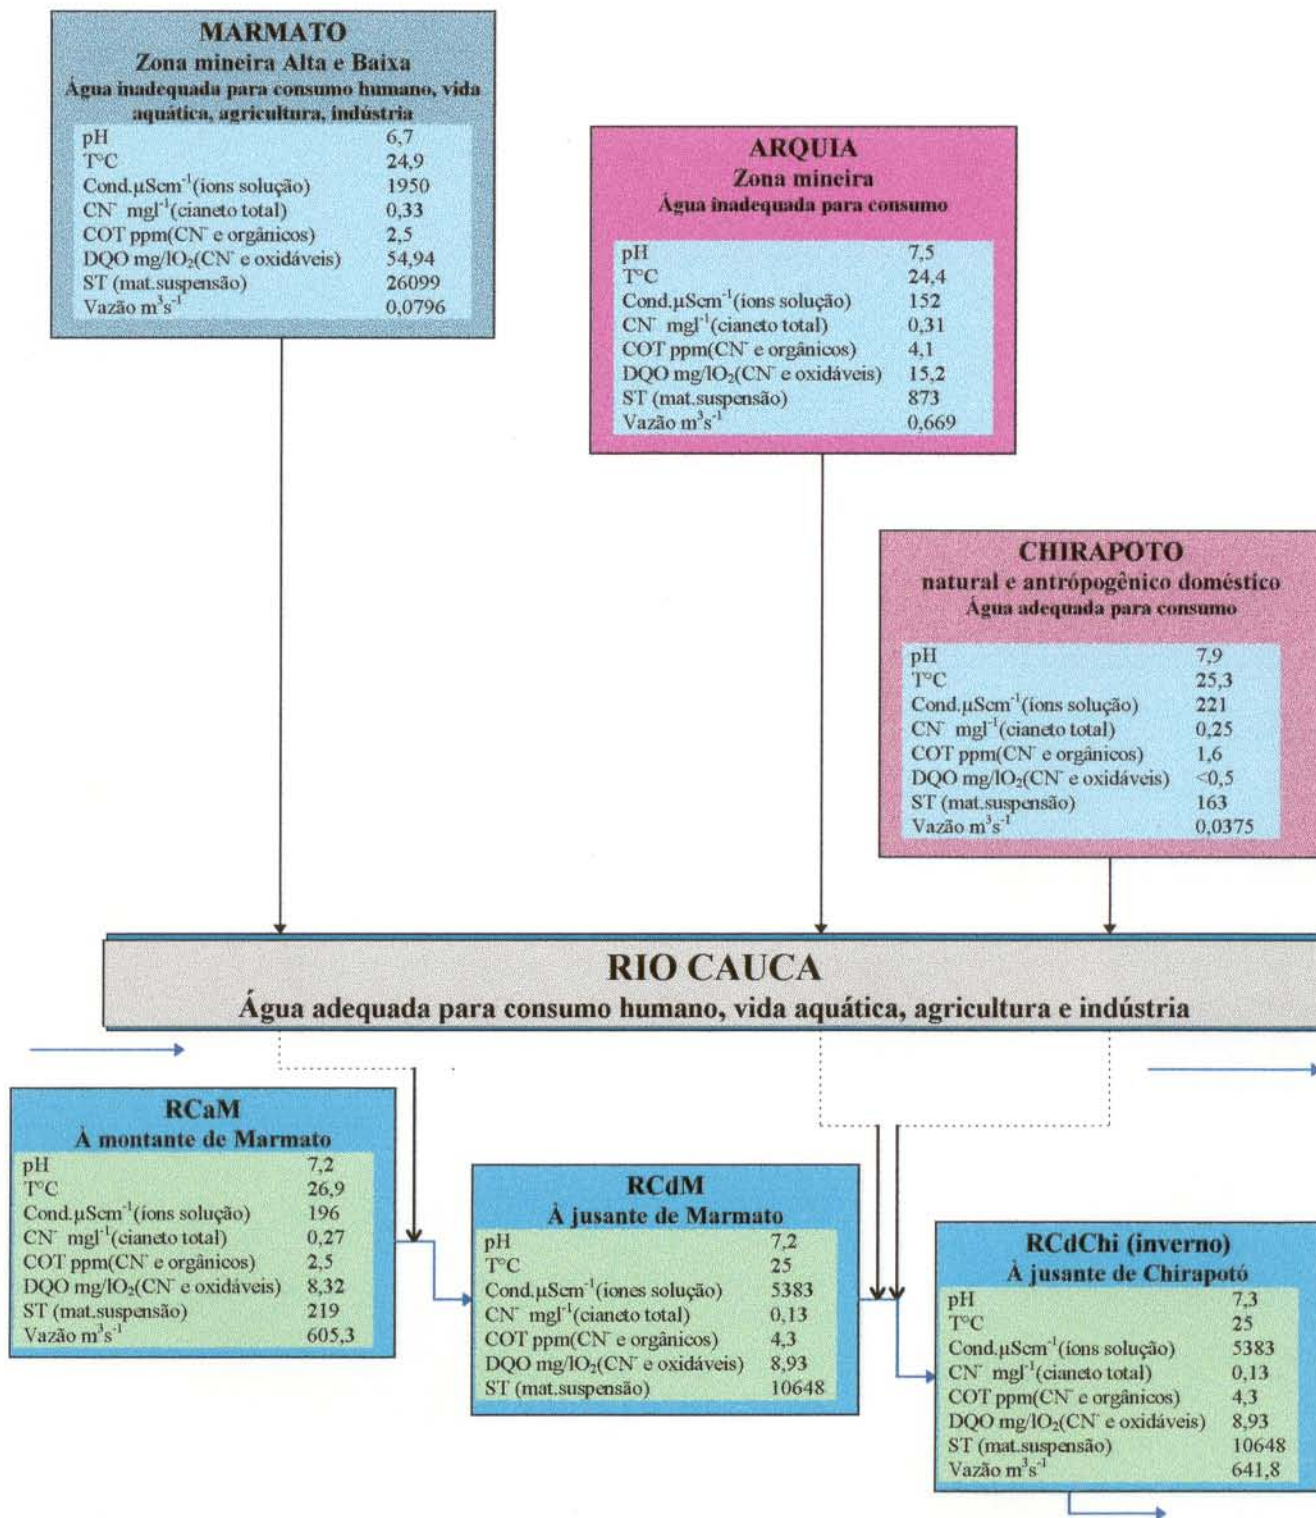 MARMATO
Zona mineira Alta e Baixa
Água inadequada para consumo humano, vida
aquática, agricultura, indústria
pH 6,7
T°C 24,9
Cond.µScm⁻¹(íons solução) 1950
CN⁻ mgl⁻¹(cianeto total) 0,33
COT ppm(CN⁻ e orgânicos) 2,5
DQO mg/lO₂(CN⁻ e oxidáveis) 54,94
ST (mat.suspensão) 26099
Vazão m³s⁻¹ 0,0796
ARQUIA
Zona mineira
Água inadequada para consumo
pH 7,5
T°C 24,4
Cond.µScm⁻¹(íons solução) 152
CN⁻ mgl⁻¹(cianeto total) 0,31
COT ppm(CN⁻ e orgânicos) 4,1
DQO mg/lO₂(CN⁻ e oxidáveis) 15,2
ST (mat.suspensão) 873
Vazão m³s⁻¹ 0,669
CHIRAPOTO
natural e antrópogênico doméstico
Água adequada para consumo
pH 7,9
T°C 25,3
Cond.µScm⁻¹(íons solução) 221
CN⁻ mgl⁻¹(cianeto total) 0,25
COT ppm(CN⁻ e orgânicos) 1,6
DQO mg/lO₂(CN⁻ e oxidáveis) <0,5
ST (mat.suspensão) 163
Vazão m³s⁻¹ 0,0375
RIO CAUCA
Água adequada para consumo humano, vida aquática, agricultura e indústria
RCaM
À montante de Marmato
pH 7,2
T°C 26,9
Cond.µScm⁻¹(íons solução) 196
CN⁻ mgl⁻¹(cianeto total) 0,27
COT ppm(CN⁻ e orgânicos) 2,5
DQO mg/lO₂(CN⁻ e oxidáveis) 8,32
ST (mat.suspensão) 219
Vazão m³s⁻¹ 605,3
RCdM
À jusante de Marmato
pH 7,2
T°C 25
Cond.µScm⁻¹(íones solução) 5383
CN⁻ mgl⁻¹(cianeto total) 0,13
COT ppm(CN⁻ e orgânicos) 4,3
DQO mg/lO₂(CN⁻ e oxidáveis) 8,93
ST (mat.suspensão) 10648
RCdChi (inverno)
À jusante de Chirapotó
pH 7,3
T°C 25
Cond.µScm⁻¹(íons solução) 5383
CN⁻ mgl⁻¹(cianeto total) 0,13
COT ppm(CN⁻ e orgânicos) 4,3
DQO mg/lO₂(CN⁻ e oxidáveis) 8,93
ST (mat.suspensão) 10648
Vazão m³s⁻¹ 641,8